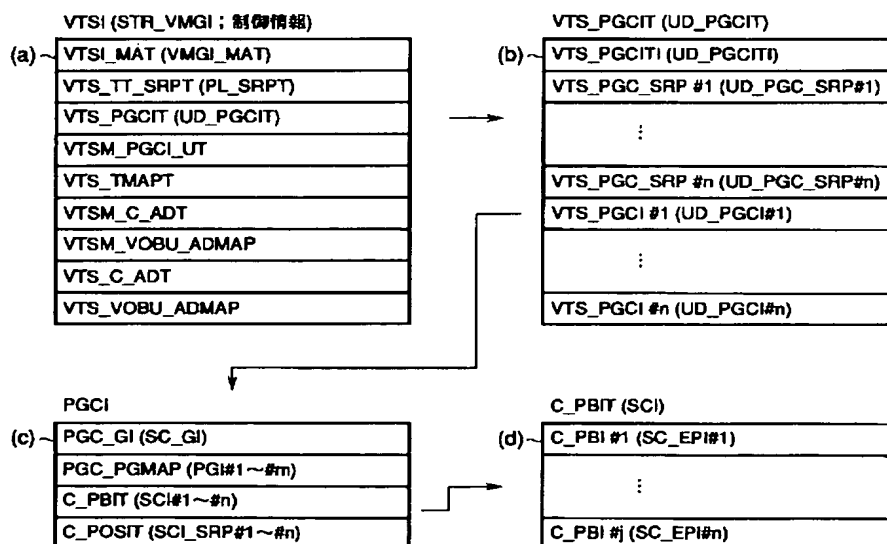 VTSI (STR_VMGI ; 制御情報)
(a)
VTSI_MAT (VMGI_MAT)
VTS_TT_SRPT (PL_SRPT)
VTS_PGCIT (UD_PGCIT)
VTSM_PGCI_UT
VTS_TMAPT
VTSM_C_ADT
VTSM_VOBU_ADMAP
VTS_C_ADT
VTS_VOBU_ADMAP
VTS_PGCIT (UD_PGCIT)
(b)
VTS_PGCITI (UD_PGCITI)
VTS_PGC_SRP #1 (UD_PGC_SRP#1)
⋮
VTS_PGC_SRP #n (UD_PGC_SRP#n)
VTS_PGCI #1 (UD_PGCI#1)
⋮
VTS_PGCI #n (UD_PGCI#n)
PGCI
(c)
PGC_GI (SC_GI)
PGC_PGMAP (PGI#1～#m)
C_PBIT (SCI#1～#n)
C_POSIT (SCI_SRP#1～#n)
C_PBIT (SCI)
(d)
C_PBI #1 (SC_EPI#1)
⋮
C_PBI #j (SC_EPI#n)